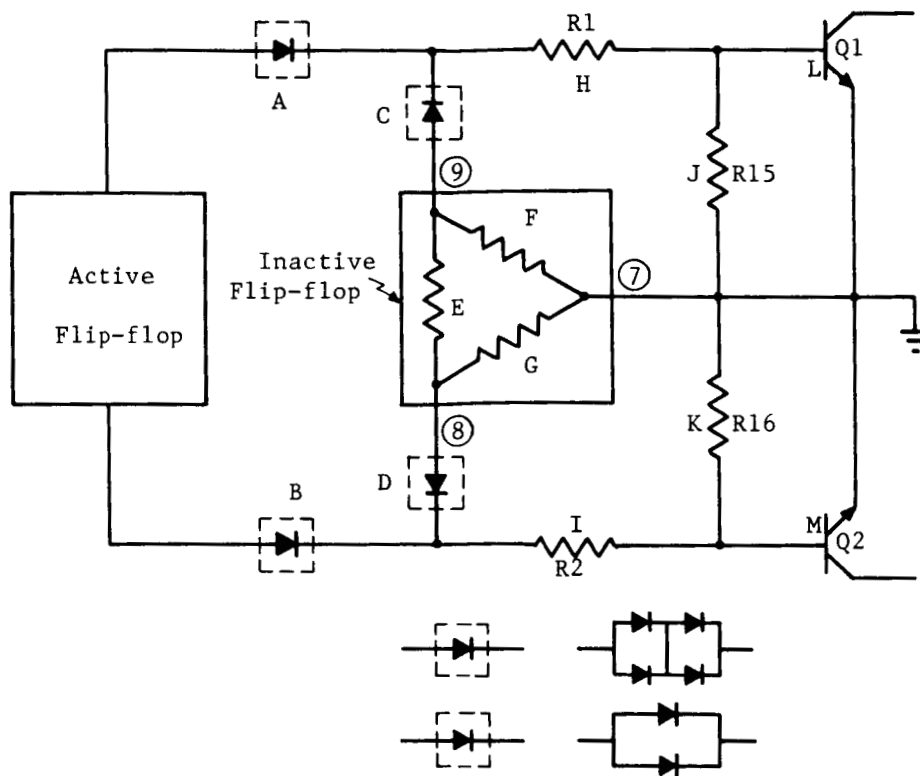 R1
Q1
A
H
L
C
⑨
J
R15
F
Inactive
Flip-flop
⑦
Active
Flip-flop
E
G
⑧
K
R16
D
B
I
M
R2
Q2